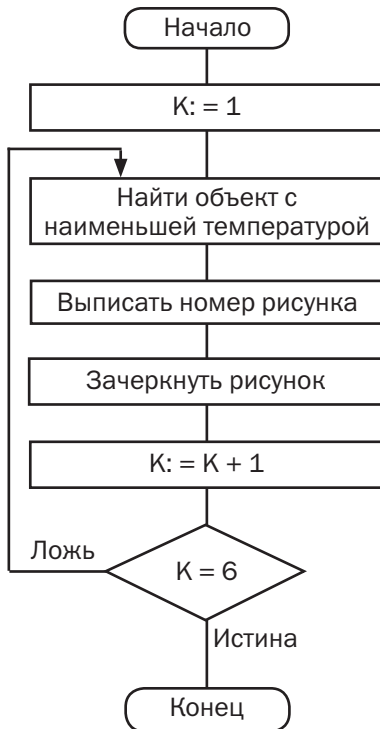 Начало
K: = 1
Найти объект с
наименьшей температурой
Выписать номер рисунка
Зачеркнуть рисунок
K: = K + 1
Ложь
K = 6
Истина
Конец